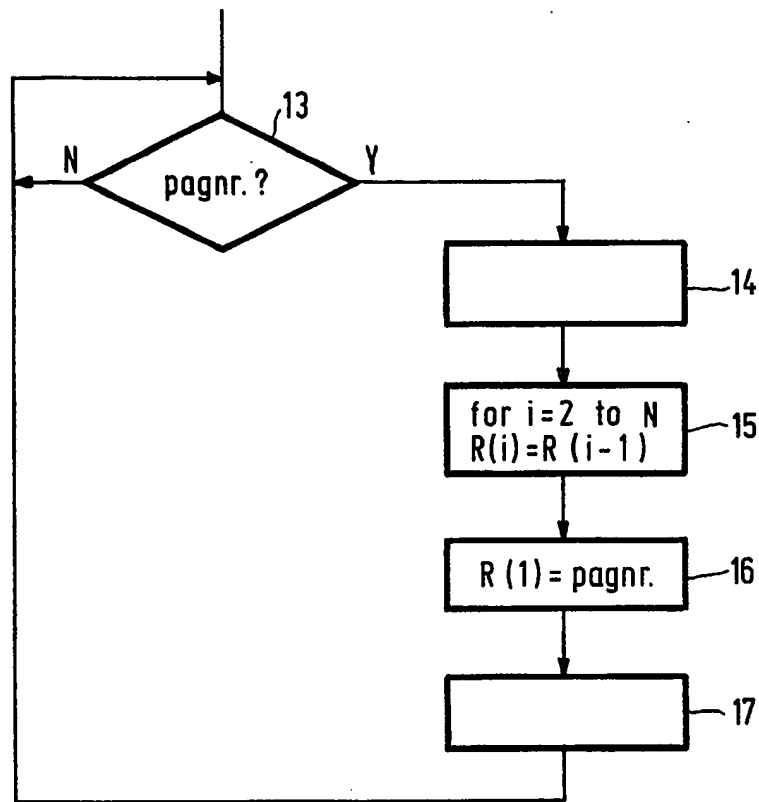 13
N
Y
pagnr. ?
14
for i=2 to N
R(i)=R(i-1)
15
R(1)=pagnr.
16
17